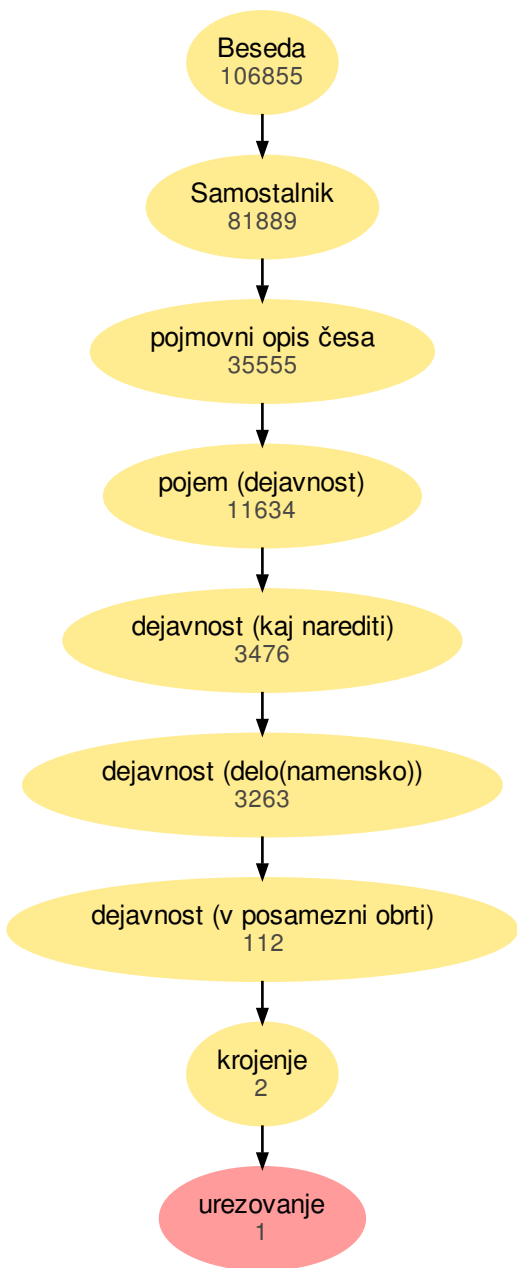 Beseda
106855
Samostalnik
81889
pojmovni opis česa
35555
pojem (dejavnost)
11634
dejavnost (kaj narediti)
3476
dejavnost (delo(namensko))
3263
dejavnost (v posamezni obrti)
112
krojenje
2
urezovanje
1